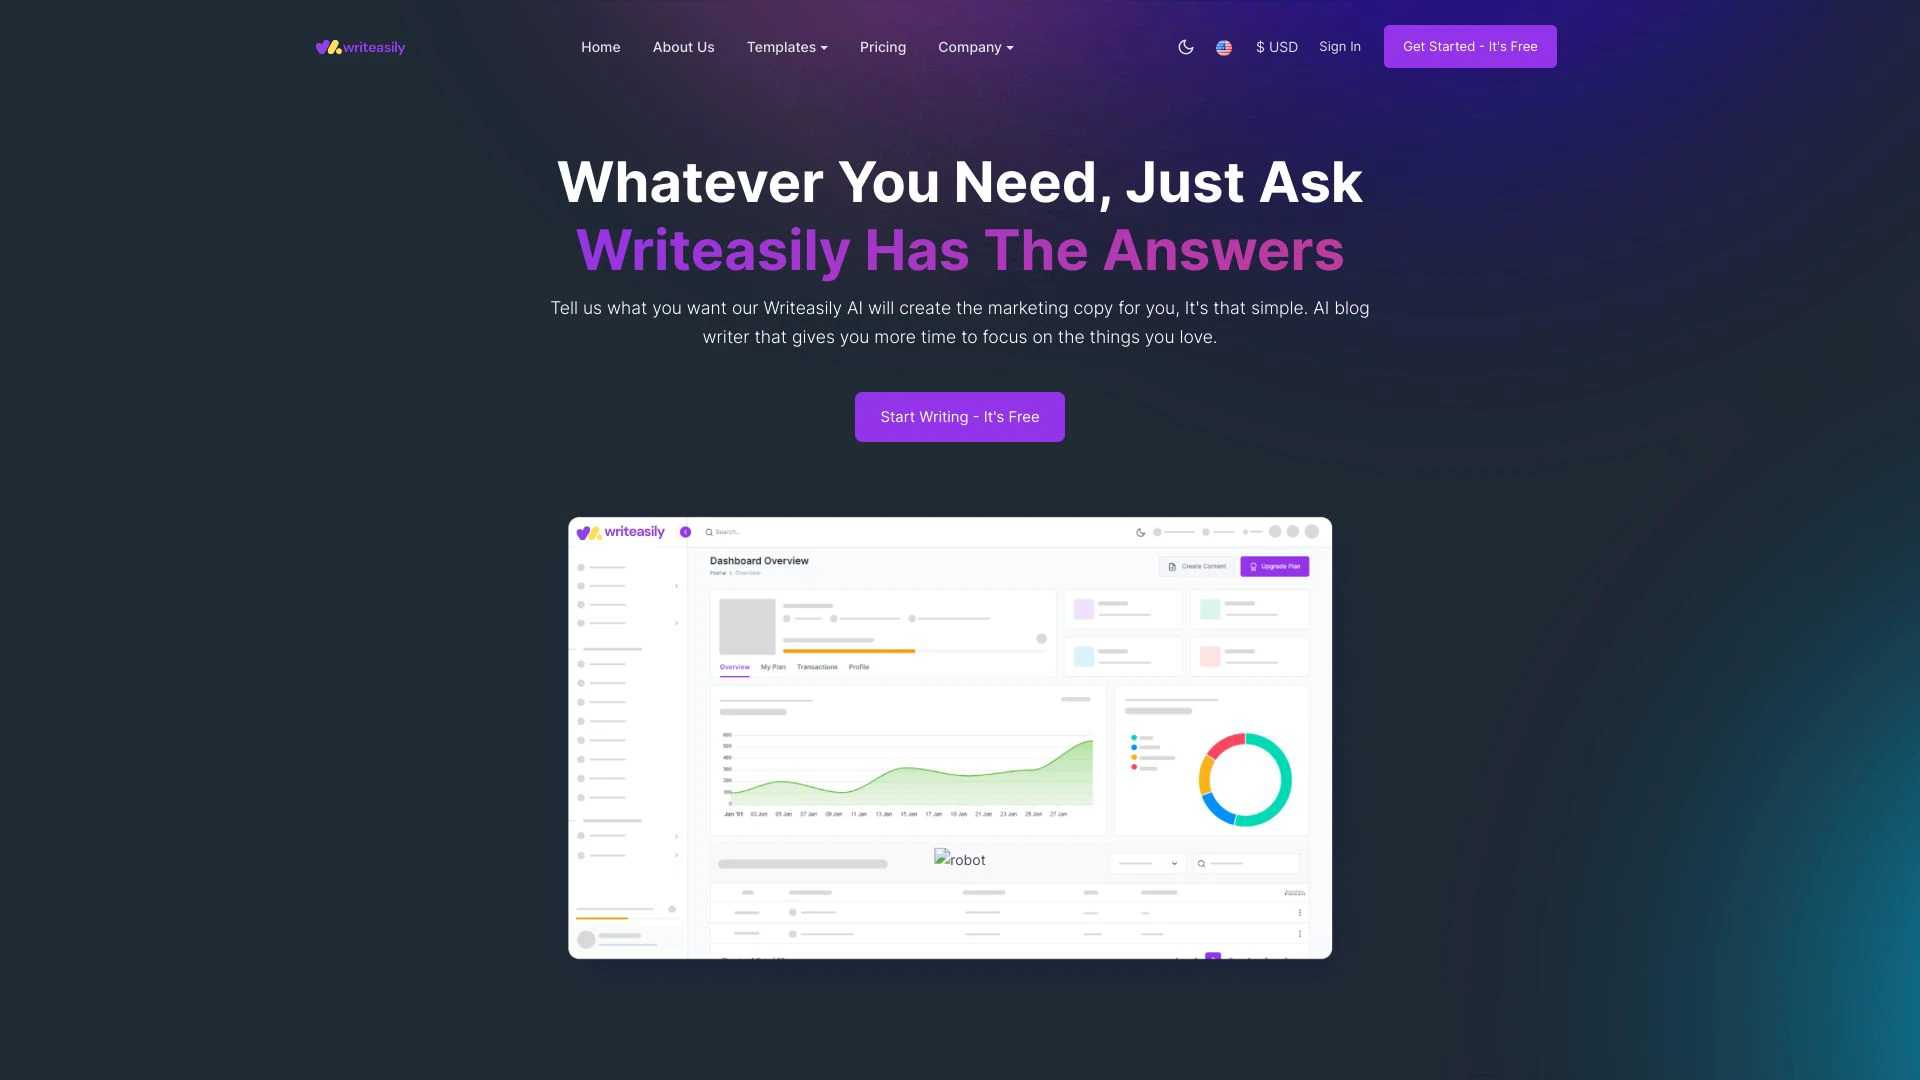 writeasily
Home
About Us
Templates
Pricing
Company
$ USD
Sign In
Get Started - It's Free
Whatever You Need, Just Ask
Writeasily Has The Answers
Tell us what you want our Writeasily AI will create the marketing copy for you, It's that simple. AI blog
writer that gives you more time to focus on the things you love.
Start Writing - It's Free
writeasily
Search...
Dashboard Overview
Home > Overview
Create Content
Upgrade Plan
Overview
My Plan
Transactions
Profile
600
500
400
300
200
100
0
Jan '01
03 Jan
05 Jan
07 Jan
09 Jan
11 Jan
13 Jan
15 Jan
17 Jan
19 Jan
21 Jan
23 Jan
25 Jan
27 Jan
robot